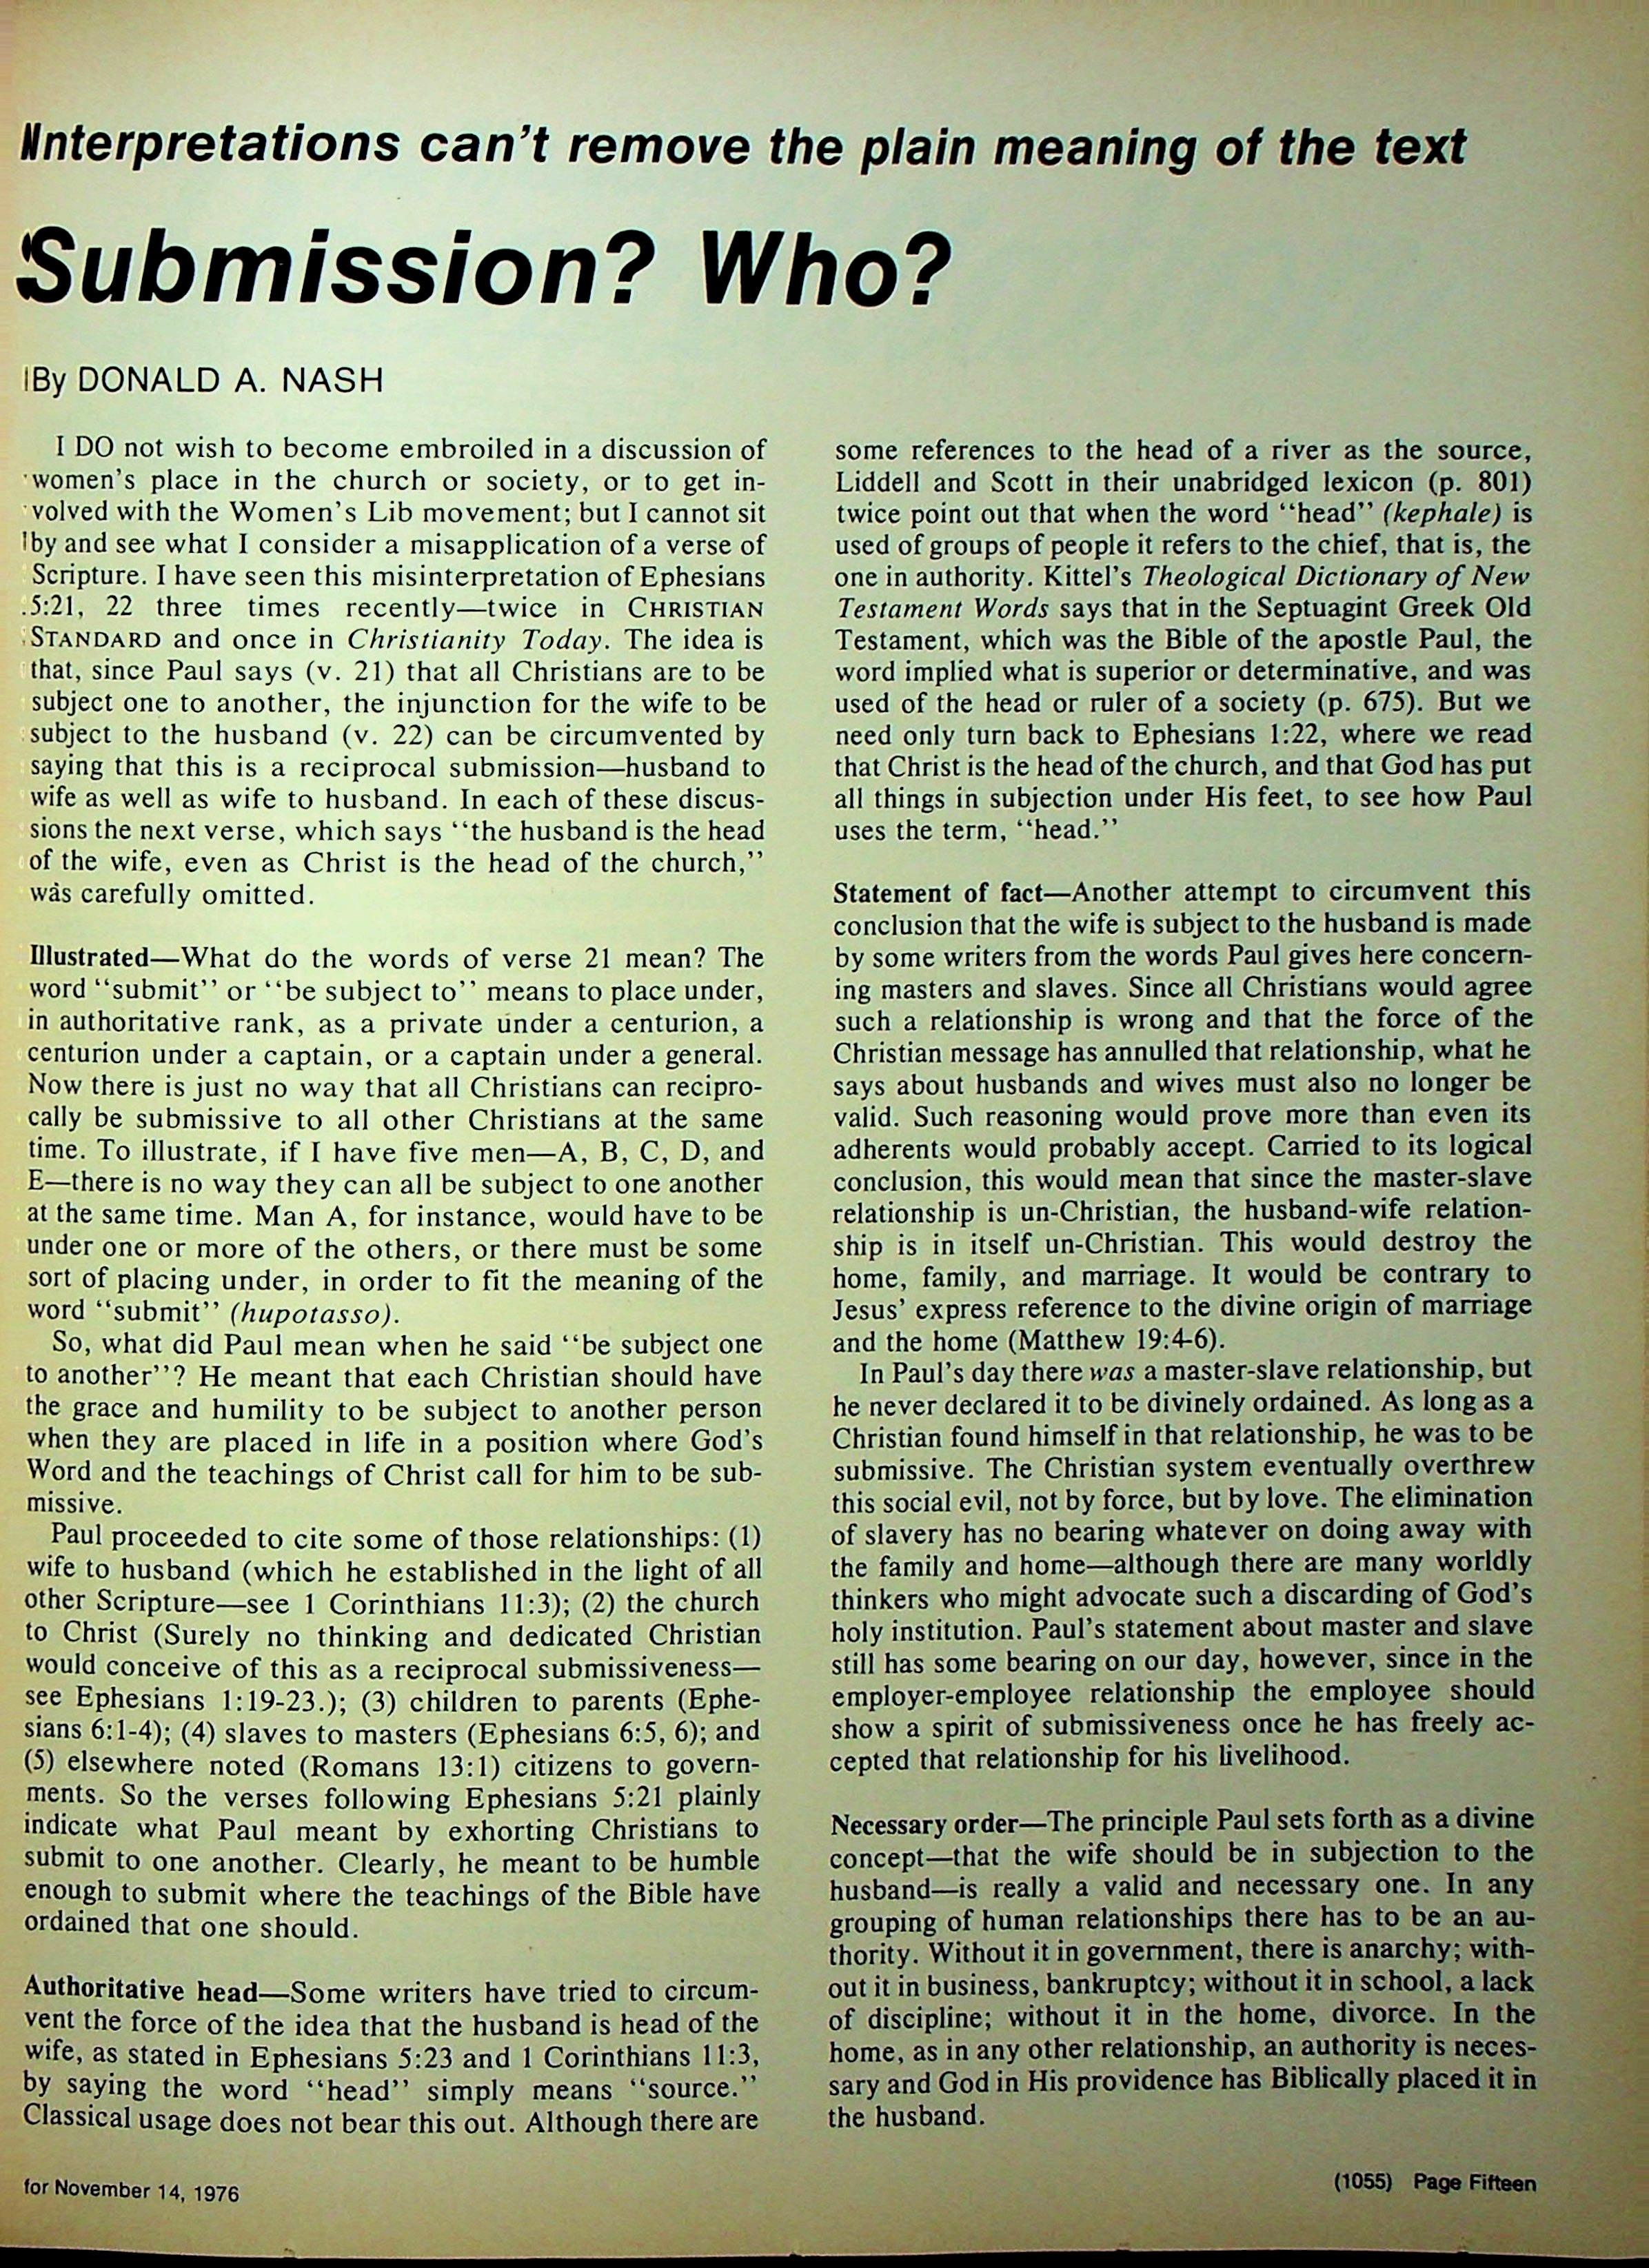 Interpretations can't remove the plain meaning of the text
Submission? Who?
By DONALD A. NASH
I DO not wish to become embroiled in a discussion of
women's place in the church or society, or to get in-
volved with the Women's Lib movement; but I cannot sit
by and see what I consider a misapplication of a verse of
Scripture. I have seen this misinterpretation of Ephesians
5:21, 22 three times recently—twice in CHRISTIAN
STANDARD and once in Christianity Today. The idea is
that, since Paul says (v. 21) that all Christians are to be
subject one to another, the injunction for the wife to be
subject to the husband (v. 22) can be circumvented by
saying that this is a reciprocal submission—husband to
wife as well as wife to husband. In each of these discus-
sions the next verse, which says ‘‘the husband is the head
of the wife, even as Christ is the head of the church,’’
was carefully omitted.
Illustrated—What do the words of verse 21 mean? The
word ‘‘submit’’ or ‘‘be subject to’’ means to place under,
in authoritative rank, as a private under a centurion, a
centurion under a captain, or a captain under a general.
Now there is just no way that all Christians can recipro-
cally be submissive to all other Christians at the same
time. To illustrate, if I have five men—A, B, C, D, and
E—there is no way they can all be subject to one another
at the same time. Man A, for instance, would have to be
under one or more of the others, or there must be some
sort of placing under, in order to fit the meaning of the
word ‘‘submit’’ (hupotasso).
So, what did Paul mean when he said ‘‘be subject one
to another’’? He meant that each Christian should have
the grace and humility to be subject to another person
when they are placed in life in a position where God's
Word and the teachings of Christ call for him to be sub-
missive.
Paul proceeded to cite some of those relationships: (1)
wife to husband (which he established in the light of all
other Scripture—see 1 Corinthians 11:3); (2) the church
to Christ (Surely no thinking and dedicated Christian
would conceive of this as a reciprocal submissiveness—
see Ephesians 1:19-23.); (3) children to parents (Ephe-
sians 6:1-4); (4) slaves to masters (Ephesians 6:5, 6); and
(5) elsewhere noted (Romans 13:1) citizens to govern-
ments. So the verses following Ephesians 5:21 plainly
indicate what Paul meant by exhorting Christians to
submit to one another. Clearly, he meant to be humble
enough to submit where the teachings of the Bible have
ordained that one should.
Authoritative head—Some writers have tried to circum-
vent the force of the idea that the husband is head of the
wife, as stated in Ephesians 5:23 and 1 Corinthians 11:3,
by saying the word ‘‘head’’ simply means ‘‘source.’’
Classical usage does not bear this out. Although there are
some references to the head of a river as the source,
Liddell and Scott in their unabridged lexicon (p. 801)
twice point out that when the word ‘‘head’’ (kephale) is
used of groups of people it refers to the chief, that is, the
one in authority. Kittel's Theological Dictionary of New
Testament Words says that in the Septuagint Greek Old
Testament, which was the Bible of the apostle Paul, the
word implied what is superior or determinative, and was
used of the head or ruler of a society (p. 675). But we
need only turn back to Ephesians 1:22, where we read
that Christ is the head of the church, and that God has put
all things in subjection under His feet, to see how Paul
uses the term, ‘‘head.’’
Statement of fact—Another attempt to circumvent this
conclusion that the wife is subject to the husband is made
by some writers from the words Paul gives here concern-
ing masters and slaves. Since all Christians would agree
such a relationship is wrong and that the force of the
Christian message has annulled that relationship, what he
says about husbands and wives must also no longer be
valid. Such reasoning would prove more than even its
adherents would probably accept. Carried to its logical
conclusion, this would mean that since the master-slave
relationship is un-Christian, the husband-wife relation-
ship is in itself un-Christian. This would destroy the
home, family, and marriage. It would be contrary to
Jesus' express reference to the divine origin of marriage
and the home (Matthew 19:4-6).
In Paul's day there was a master-slave relationship, but
he never declared it to be divinely ordained. As long as a
Christian found himself in that relationship, he was to be
submissive. The Christian system eventually overthrew
this social evil, not by force, but by love. The elimination
of slavery has no bearing whatever on doing away with
the family and home—although there are many worldly
thinkers who might advocate such a discarding of God's
holy institution. Paul's statement about master and slave
still has some bearing on our day, however, since in the
employer-employee relationship the employee should
show a spirit of submissiveness once he has freely ac-
cepted that relationship for his livelihood.
Necessary order—The principle Paul sets forth as a divine
concept—that the wife should be in subjection to the
husband—is really a valid and necessary one. In any
grouping of human relationships there has to be an au-
thority. Without it in government, there is anarchy; with-
out it in business, bankruptcy; without it in school, a lack
of discipline; without it in the home, divorce. In the
home, as in any other relationship, an authority is neces-
sary and God in His providence has Biblically placed it in
the husband.
for November 14, 1976
(1055) Page Fifteen